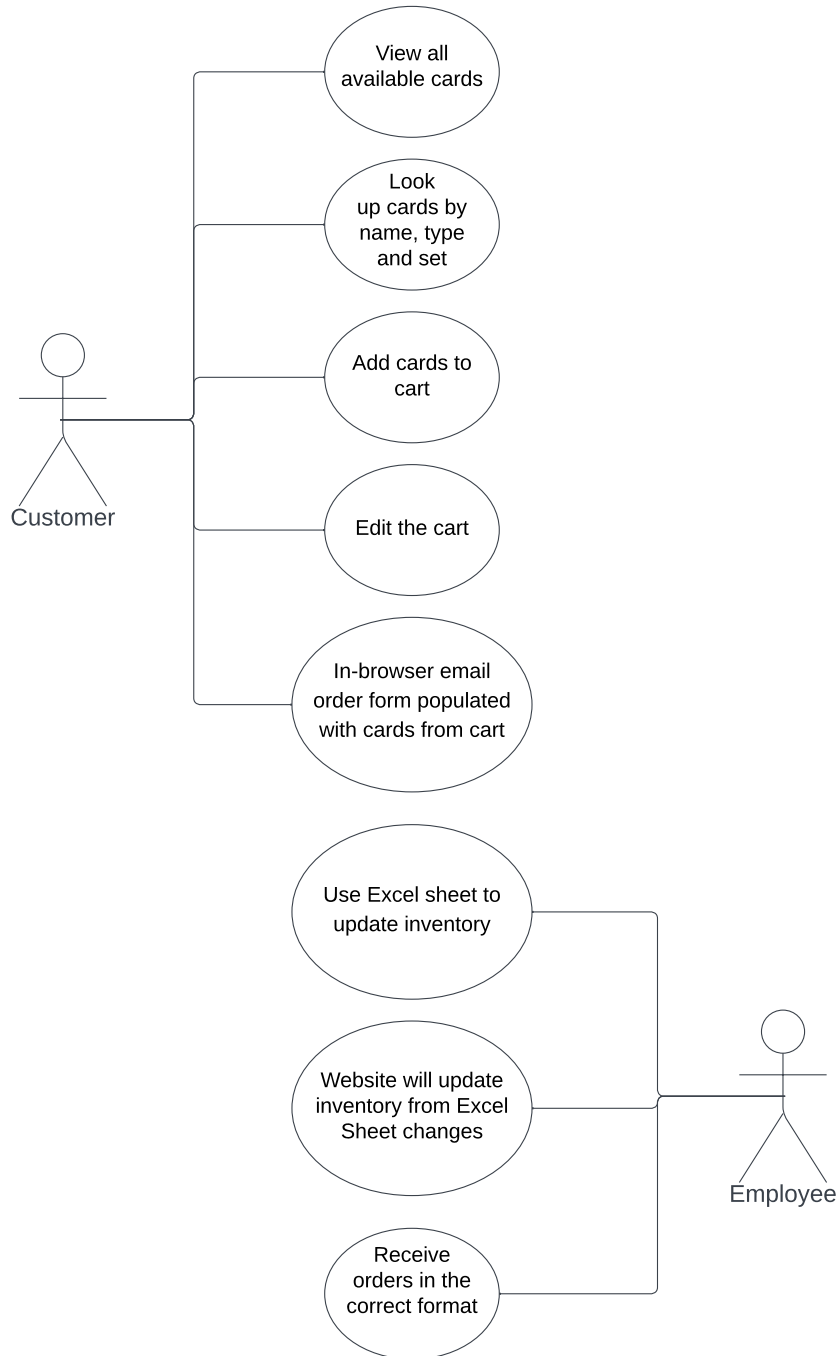 View all
available cards
Look
up cards by
name, type
and set
Add cards to
cart
Customer
Edit the cart
In-browser email
order form populated
with cards from cart
Use Excel sheet to
update inventory
Website will update
inventory from Excel
Sheet changes
Employee
Receive
orders in the
correct format